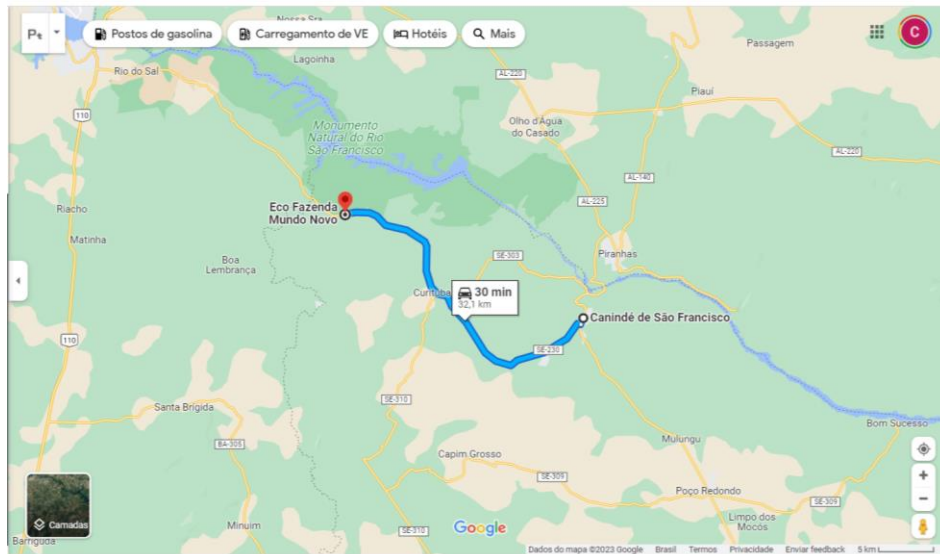 Nossa Sra.
Postos de gasolina
Carregamento de VE
Hotéis
Mais
C
Lagoinha
Passagem
Rio do Sal
AL-220
Piauí
110
Monumento
Natural do Rio
São Francisco
Olho d'Água
do Casado
AL-220
AL-140
Riacho
Eco Fazenda
Mundo Novo
AL-225
Matinha
Boa
Lembrança
SE-303
Piranhas
Curituba
30 min
32,1 km
Canindé de São Francisco
110
SE-230
SE-310
Santa Brígida
Bom Sucesso
BA-305
Mulungu
Capim Grosso
SE-309
Poço Redondo
SE-309
Camadas
Minuim
SE-310
Google
Limpo dos
Mocós
Barriguda
Dados do mapa ©2023 Google Brasil Termos Privacidade Enviar feedback 5 km